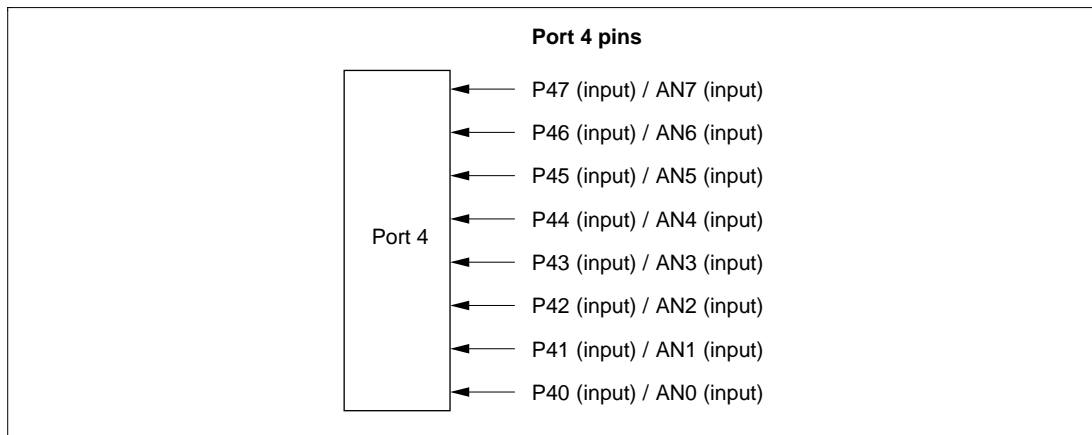 Port 4 pins
P47 (input) / AN7 (input)
P46 (input) / AN6 (input)
P45 (input) / AN5 (input)
P44 (input) / AN4 (input)
Port 4
P43 (input) / AN3 (input)
P42 (input) / AN2 (input)
P41 (input) / AN1 (input)
P40 (input) / AN0 (input)